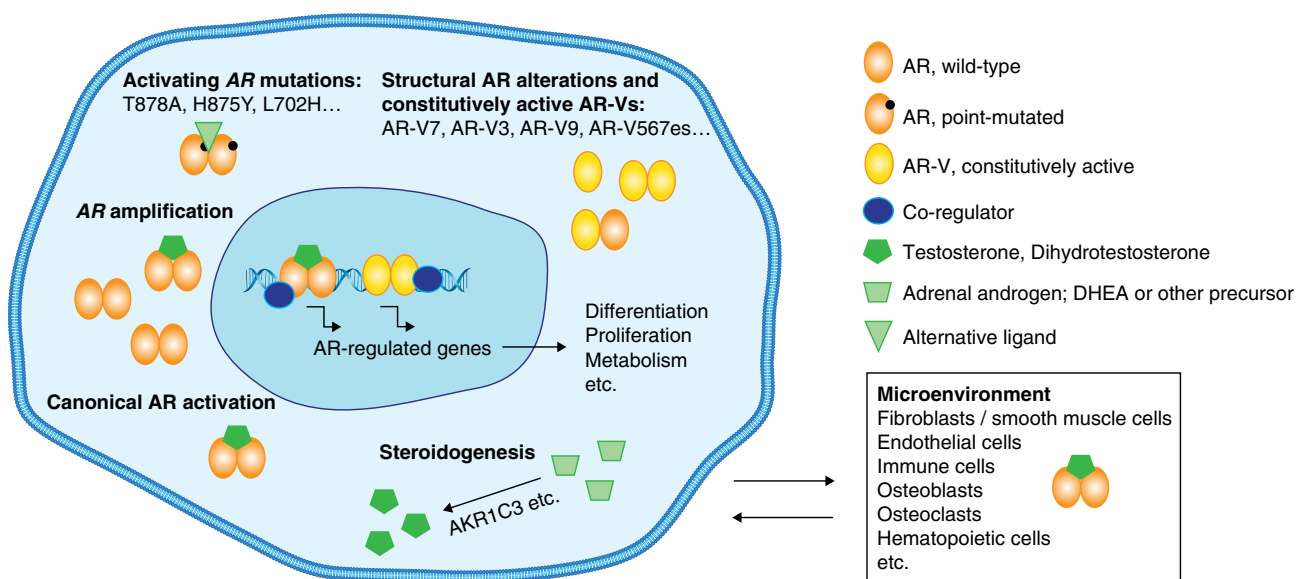 Activating AR mutations:
T878A, H875Y, L702H…
Structural AR alterations and
constitutively active AR-Vs:
AR-V7, AR-V3, AR-V9, AR-V567es…
AR amplification
AR-regulated genes
Differentiation
Proliferation
Metabolism
etc.
Canonical AR activation
Steroidogenesis
AKR1C3 etc.
AR, wild-type
AR, point-mutated
AR-V, constitutively active
Co-regulator
Testosterone, Dihydrotestosterone
Adrenal androgen; DHEA or other precursor
Alternative ligand
Microenvironment
Fibroblasts / smooth muscle cells
Endothelial cells
Immune cells
Osteoblasts
Osteoclasts
Hematopoietic cells
etc.